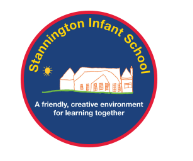 Stannington Infant School
A friendly, creative environment
for learning together